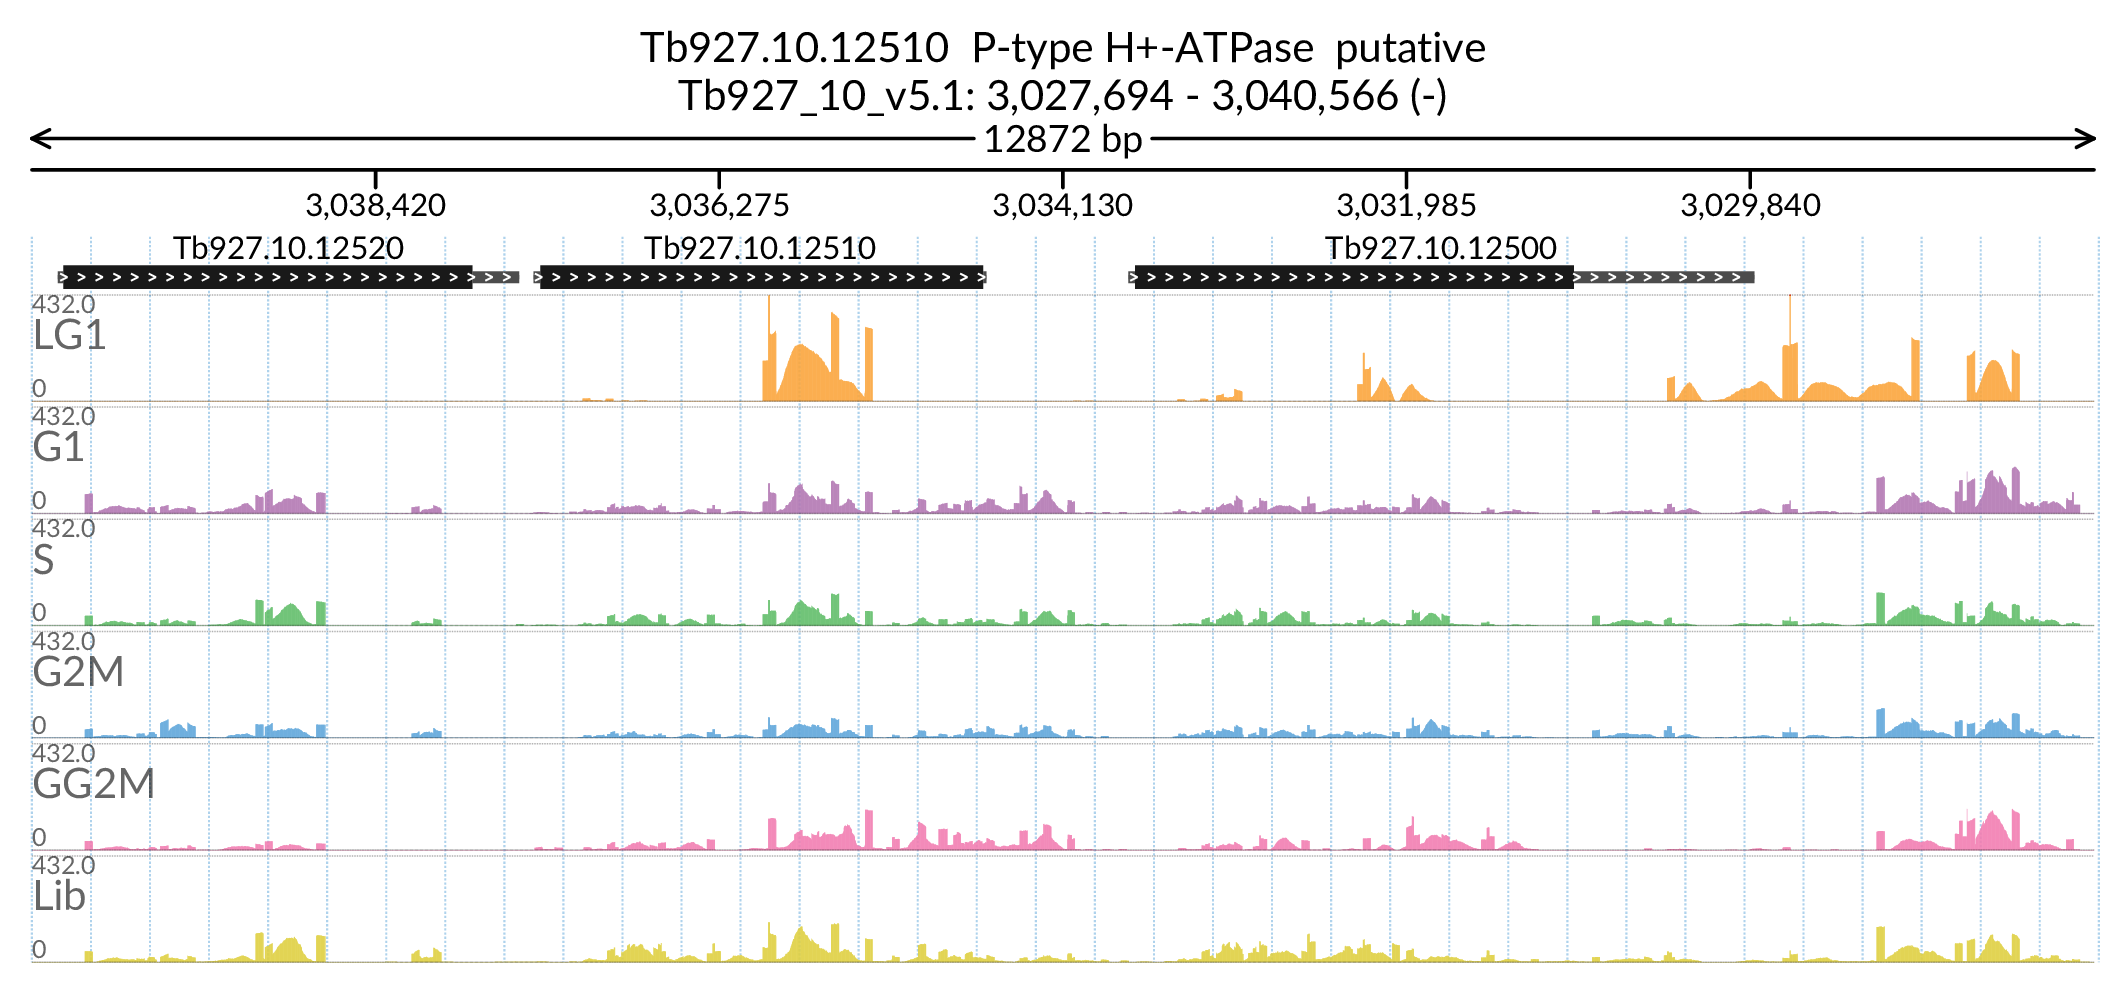 Tb927.10.12510  P-type H+-ATPase  putative
Tb927_10_v5.1: 3,027,694 - 3,040,566 (-)
12872 bp
3,038,420 3,036,275 3,034,130 3,031,985 3,029,840
Tb927.10.12520 Tb927.10.12510 Tb927.10.12500
432.0
LG1
0
432.0
G1
0
432.0
S
0
432.0
G2M
0
432.0
GG2M
0
432.0
Lib
0